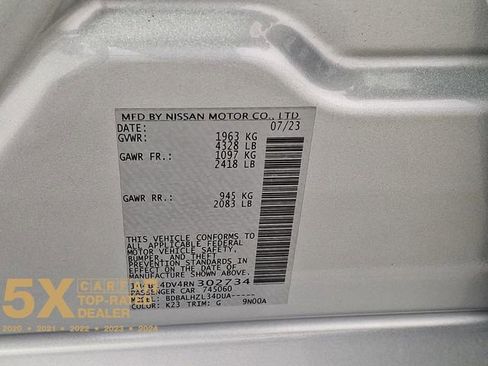 MFD BY NISSAN MOTOR CO., LTD
DATE: 07/23
GVWR: 1963 KG
4328 LB
GAWR FR.: 1097 KG
2418 LB
GAWR RR.: 945 KG
2083 LB
THIS VEHICLE CONFORMS TO
ALL APPLICABLE FEDERAL
MOTOR VEHICLE SAFETY,
BUMPER, AND THEFT
PREVENTION STANDARDS IN
EFFECT ON THE DATE OF
MANUFACTURE SHOWN ABOVE.
4DV4RN 302734
PASSENGER CAR 745060
BDBALHZL34DUA-----
COLOR: K23 TRIM: G 9N00A
5X
TOP-RATED
DEALER
2020 • 2021 • 2022 • 2023 • 2024